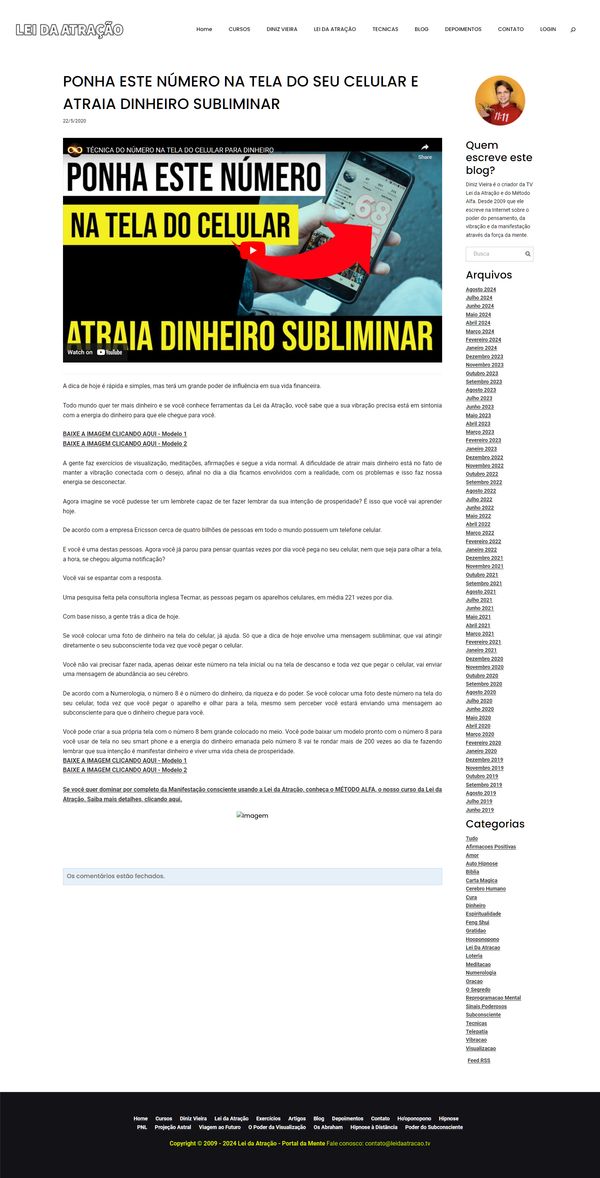 LEI DA ATRAÇÃO
Home CURSOS DINIZ VIEIRA LEI DA ATRAÇÃO TECNICAS BLOG DEPOIMENTOS CONTATO LOGIN
PONHA ESTE NÚMERO NA TELA DO SEU CELULAR E
ATRAIA DINHEIRO SUBLIMINAR
22/5/2020
TÉCNICA DO NÚMERO NA TELA DO CELULAR PARA DINHEIRO
Share
PONHA ESTE NÚMERO
68
NA TELA DO CELULAR
ATRAIA DINHEIRO SUBLIMINAR
Watch on YouTube
A dica de hoje é rápida e simples, mas terá um grande poder de influência em sua vida financeira.
Todo mundo quer ter mais dinheiro e se você conhece ferramentas da Lei da Atração, você sabe que a sua vibração precisa está em sintonia
com a energia do dinheiro para que ele chegue para você.
BAIXE A IMAGEM CLICANDO AQUI - Modelo 1
BAIXE A IMAGEM CLICANDO AQUI - Modelo 2
A gente faz exercícios de visualização, meditações, afirmações e segue a vida normal. A dificuldade de atrair mais dinheiro está no fato de
manter a vibração conectada com o desejo, afinal no dia a dia ficamos envolvidos com a realidade, com os problemas e isso faz nossa
energia se desconectar.
Agora imagine se você pudesse ter um lembrete capaz de ter fazer lembrar da sua intenção de prosperidade? É isso que você vai aprender
hoje.
De acordo com a empresa Ericsson cerca de quatro bilhões de pessoas em todo o mundo possuem um telefone celular.
E você é uma destas pessoas. Agora você já parou para pensar quantas vezes por dia você pega no seu celular, nem que seja para olhar a tela,
a hora, se chegou alguma notificação?
Você vai se espantar com a resposta.
Uma pesquisa feita pela consultoria inglesa Tecmar, as pessoas pegam os aparelhos celulares, em média 221 vezes por dia.
Com base nisso, a gente trás a dica de hoje.
Se você colocar uma foto de dinheiro na tela do celular, já ajuda. Só que a dica de hoje envolve uma mensagem subliminar, que vai atingir
diretamente o seu subconsciente toda vez que você pegar o celular.
Você não vai precisar fazer nada, apenas deixar este número na tela inicial ou na tela de descanso e toda vez que pegar o celular, vai enviar
uma mensagem de abundância ao seu cérebro.
De acordo com a Numerologia, o número 8 é o número do dinheiro, da riqueza e do poder. Se você colocar uma foto deste número na tela do
seu celular, toda vez que você pegar o aparelho e olhar para a tela, mesmo sem perceber você estará enviando uma mensagem ao
subconsciente para que o dinheiro chegue para você.
Você pode criar a sua própria tela com o número 8 bem grande colocado no meio. Você pode baixar um modelo pronto com o número 8 para
você usar de tela no seu smart phone e a energia do dinheiro emanada pelo número 8 vai te rondar mais de 200 vezes ao dia te fazendo
lembrar que sua intenção é manifestar dinheiro e viver uma vida cheia de prosperidade.
BAIXE A IMAGEM CLICANDO AQUI - Modelo 1
BAIXE A IMAGEM CLICANDO AQUI - Modelo 2
Se você quer dominar por completo da Manifestação consciente usando a Lei da Atração, conheça o MÉTODO ALFA, o nosso curso da Lei da
Atração. Saiba mais detalhes, clicando aqui.
Imagem
Os comentários estão fechados.
11:11
Quem
escreve este
blog?
Diniz Vieira é o criador da TV
Lei da Atração e do Método
Alfa. Desde 2009 que ele
escreve na Internet sobre o
poder do pensamento, da
vibração e da manifestação
através da força da mente.
Busca
Arquivos
Agosto 2024
Julho 2024
Junho 2024
Maio 2024
Abril 2024
Março 2024
Fevereiro 2024
Janeiro 2024
Dezembro 2023
Novembro 2023
Outubro 2023
Setembro 2023
Agosto 2023
Julho 2023
Junho 2023
Maio 2023
Abril 2023
Março 2023
Fevereiro 2023
Janeiro 2023
Dezembro 2022
Novembro 2022
Outubro 2022
Setembro 2022
Agosto 2022
Julho 2022
Junho 2022
Maio 2022
Abril 2022
Março 2022
Fevereiro 2022
Janeiro 2022
Dezembro 2021
Novembro 2021
Outubro 2021
Setembro 2021
Agosto 2021
Julho 2021
Junho 2021
Maio 2021
Abril 2021
Março 2021
Fevereiro 2021
Janeiro 2021
Dezembro 2020
Novembro 2020
Outubro 2020
Setembro 2020
Agosto 2020
Julho 2020
Junho 2020
Maio 2020
Abril 2020
Março 2020
Fevereiro 2020
Janeiro 2020
Dezembro 2019
Novembro 2019
Outubro 2019
Setembro 2019
Agosto 2019
Julho 2019
Junho 2019
Categorias
Tudo
Afirmacoes Positivas
Amor
Auto Hipnose
Biblia
Carta Magica
Cerebro Humano
Cura
Dinheiro
Espiritualidade
Feng Shui
Gratidao
Hooponopono
Lei Da Atracao
Loteria
Meditacao
Numerologia
Oracao
O Segredo
Reprogramacao Mental
Sinais Poderosos
Subconsciente
Tecnicas
Telepatia
Vibracao
Visualizacao
Feed RSS
Home Cursos Diniz Vieira Lei da Atração Exercícios Artigos Blog Depoimentos Contato Ho'oponopono Hipnose
PNL Projeção Astral Viagem ao Futuro O Poder da Visualização Os Abraham Hipnose à Distância Poder do Subconsciente
Copyright © 2009 - 2024 Lei da Atração - Portal da Mente Fale conosco: contato@leidaatracao.tv